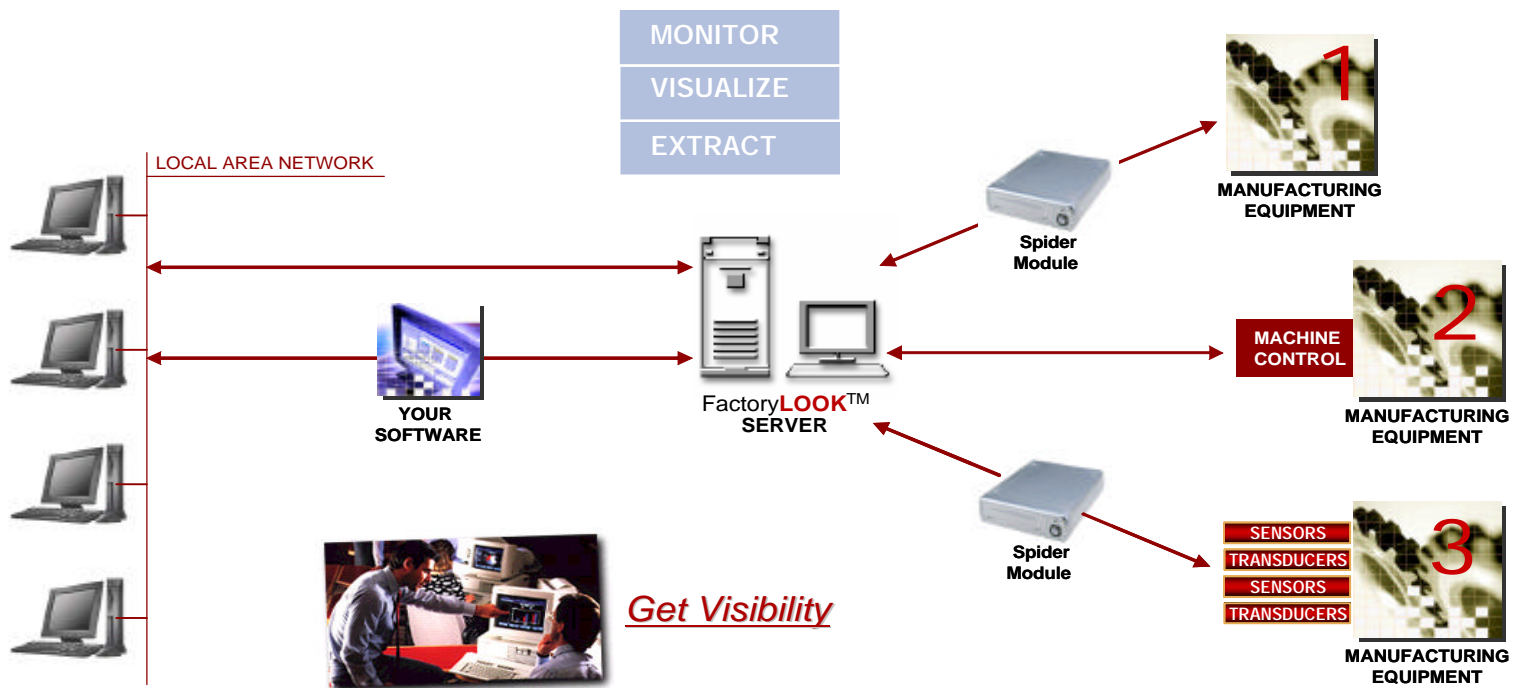 MONITOR
VISUALIZE
EXTRACT
LOCAL AREA NETWORK
1
MANUFACTURING
EQUIPMENT
Spider
Module
2
MACHINE
CONTROL
MANUFACTURING
EQUIPMENT
YOUR
SOFTWARE
FactoryLOOK™
SERVER
Spider
Module
3
SENSORS
TRANSDUCERS
SENSORS
TRANSDUCERS
MANUFACTURING
EQUIPMENT
Get Visibility